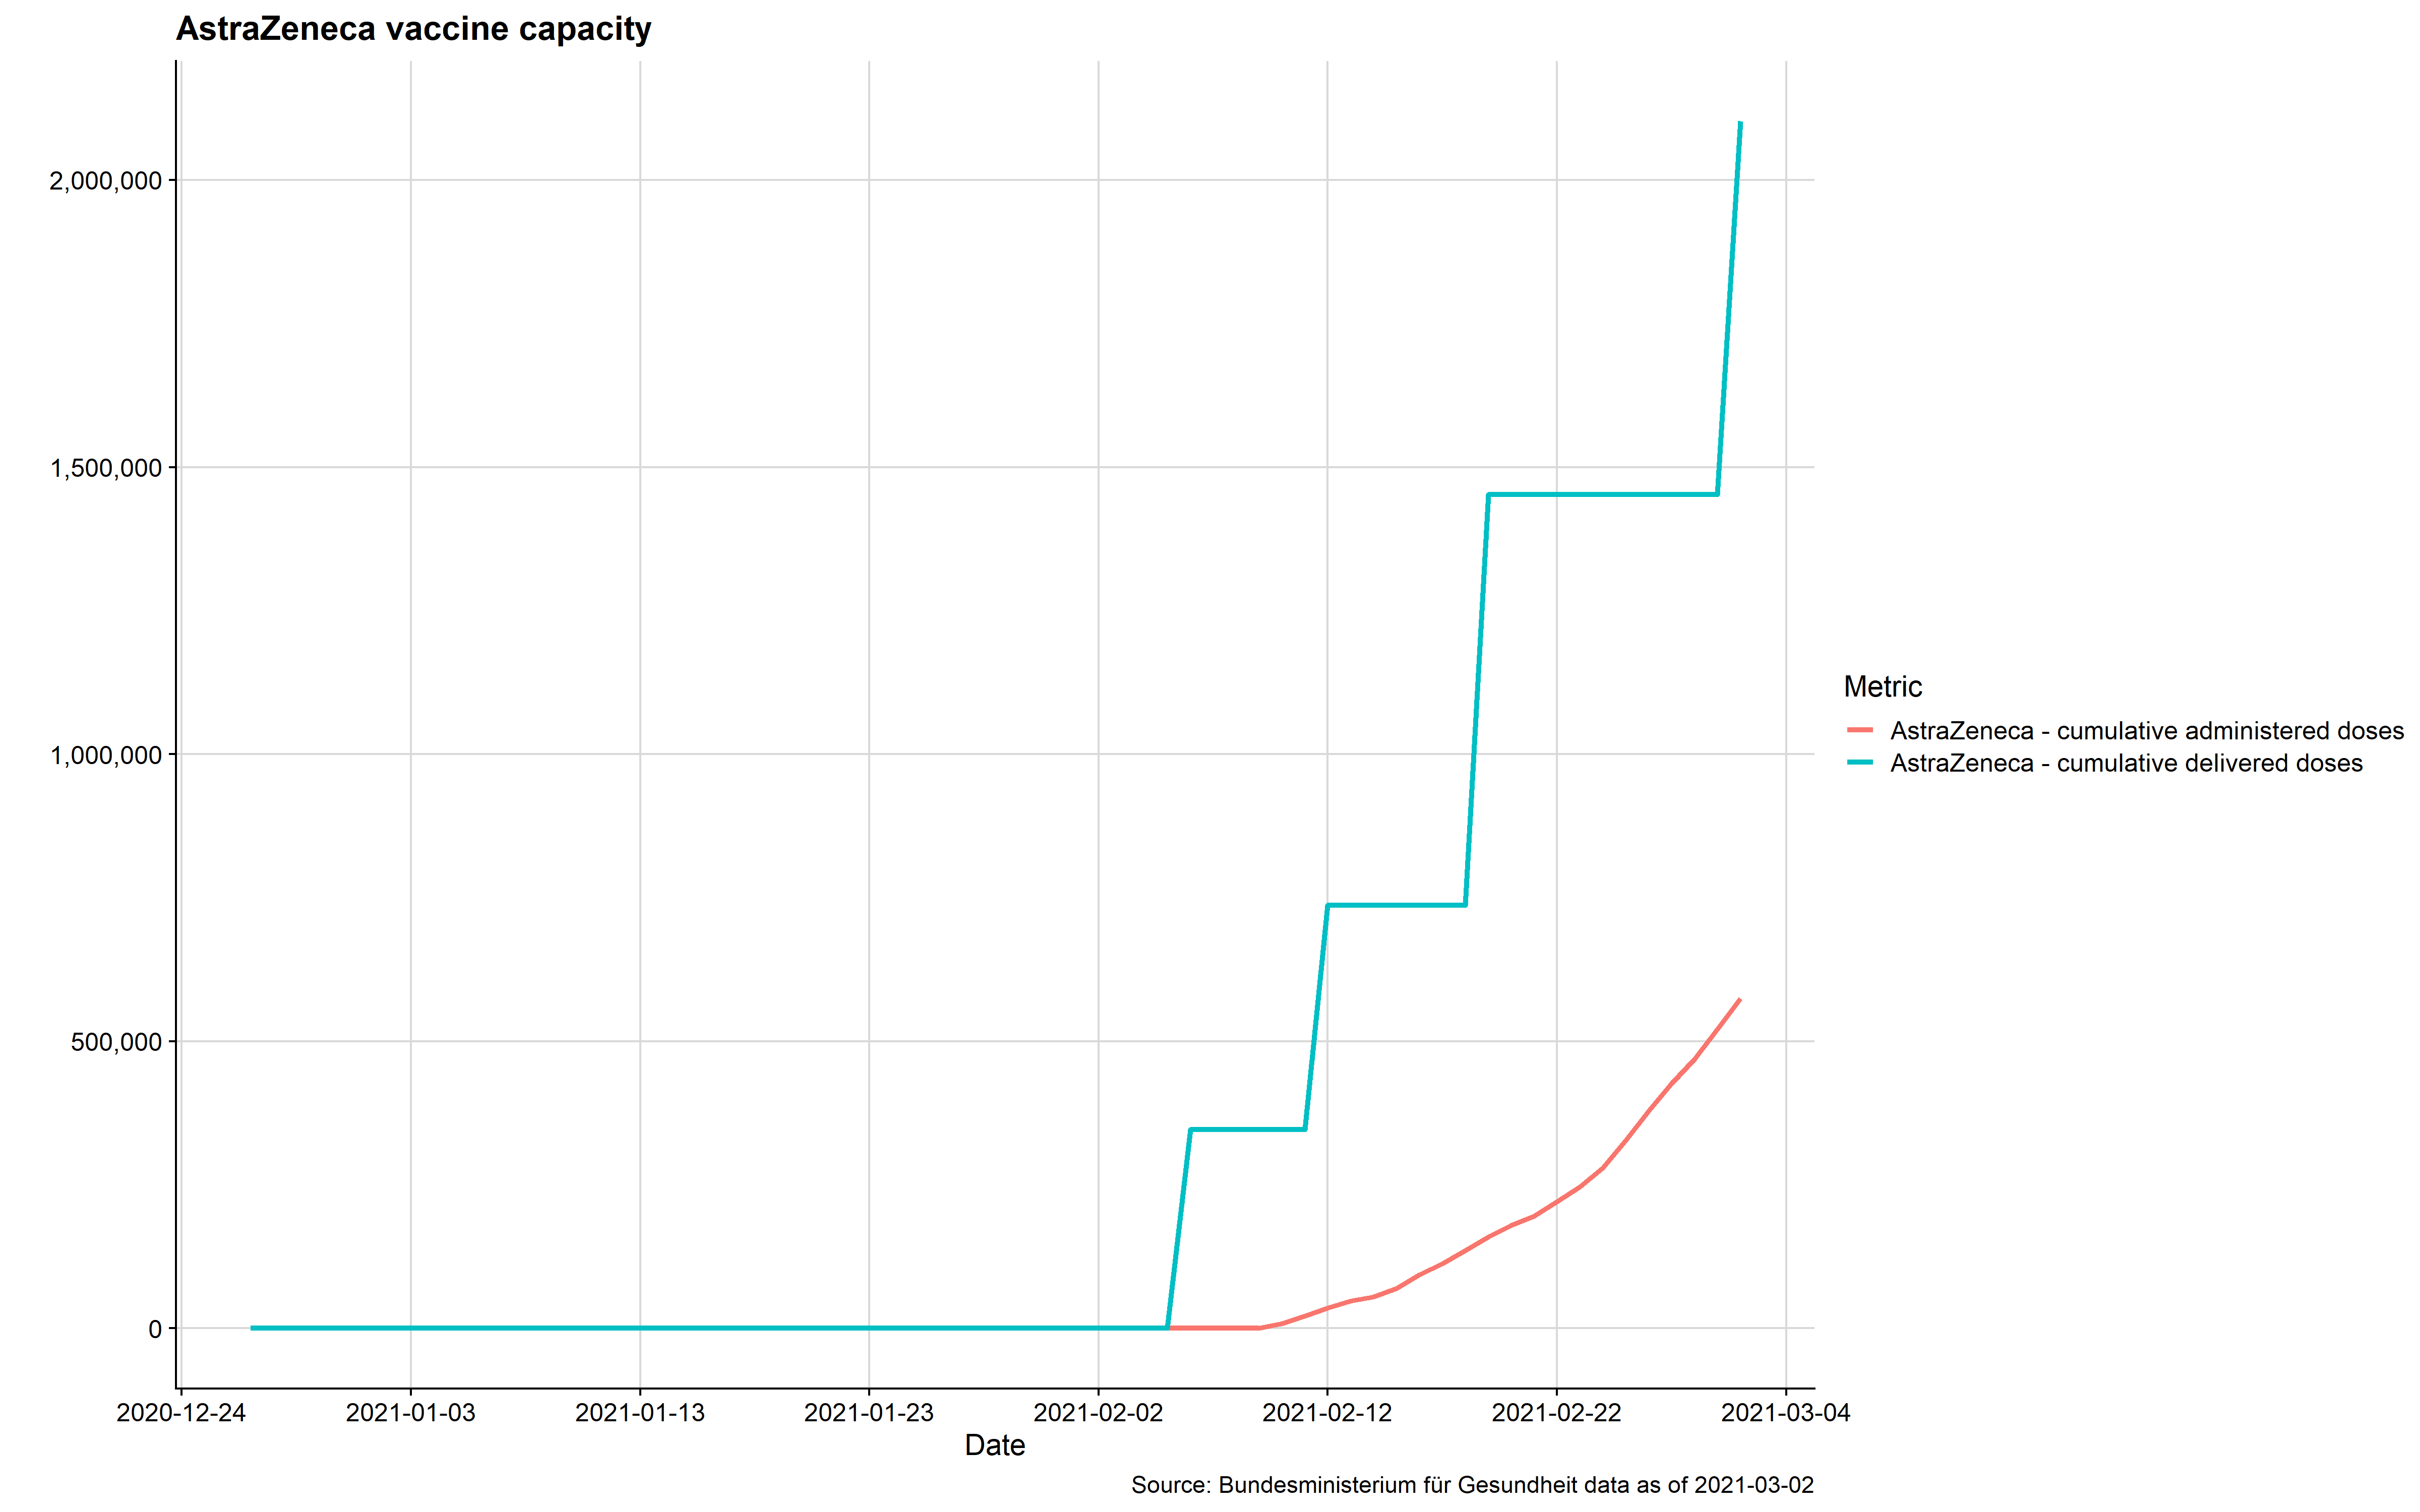 AstraZeneca vaccine capacity
2,000,000
1,500,000
1,000,000
500,000
0
2020-12-24 2021-01-03 2021-01-13 2021-01-23 2021-02-02 2021-02-12 2021-02-22 2021-03-04
Date
Metric
AstraZeneca - cumulative administered doses
AstraZeneca - cumulative delivered doses
Source: Bundesministerium für Gesundheit data as of 2021-03-02